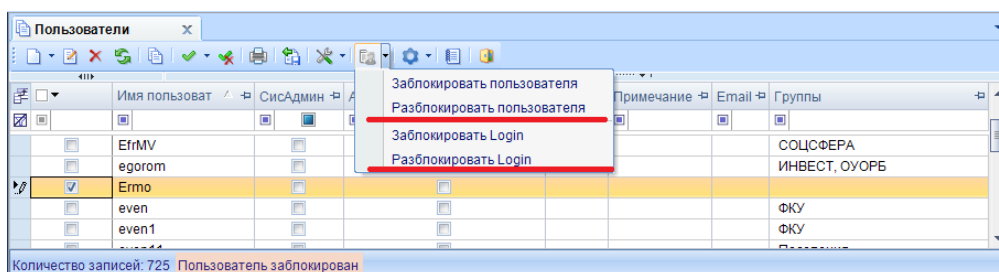 Пользователи
Заблокировать пользователя
Разблокировать пользователя
Заблокировать Login
Разблокировать Login
Имя пользоват СисАдмин А Примечание Email Группы
EfrMV СОЦСФЕРА
egorom ИНВЕСТ, ОУОРБ
Ermo
even ФКУ
even1 ФКУ
Количество записей: 725 Пользователь заблокирован